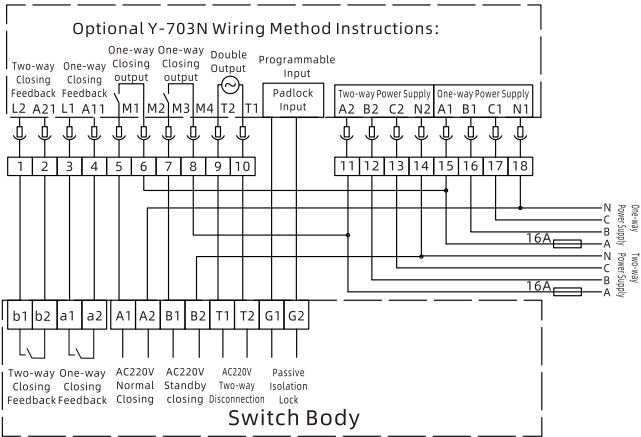 Optional Y-703N Wiring Method Instructions:
Two-way Closing Feedback
One-way Closing Feedback
One-way Closing output
One-way Closing output
Double Output
Programmable Input
Padlock Input
Two-way Power Supply
One-way Power Supply
L2 A21 L1 A11 M1 M2 M3 M4 T2 T1
A2 B2 C2 N2 A1 B1 C1 N1
1 2 3 4 5 6 7 8 9 10
11 12 13 14 15 16 17 18
N
C
B
16A A
One-way Power Supply
N
C
B
16A A
Two-way Power Supply
b1 b2 a1 a2 A1 A2 B1 B2 T1 T2 G1 G2
Two-way Closing Feedback
One-way Closing Feedback
AC220V Normal Closing
AC220V Standby closing
AC220V Two-way Disconnection
Passive Isolation Lock
Switch Body